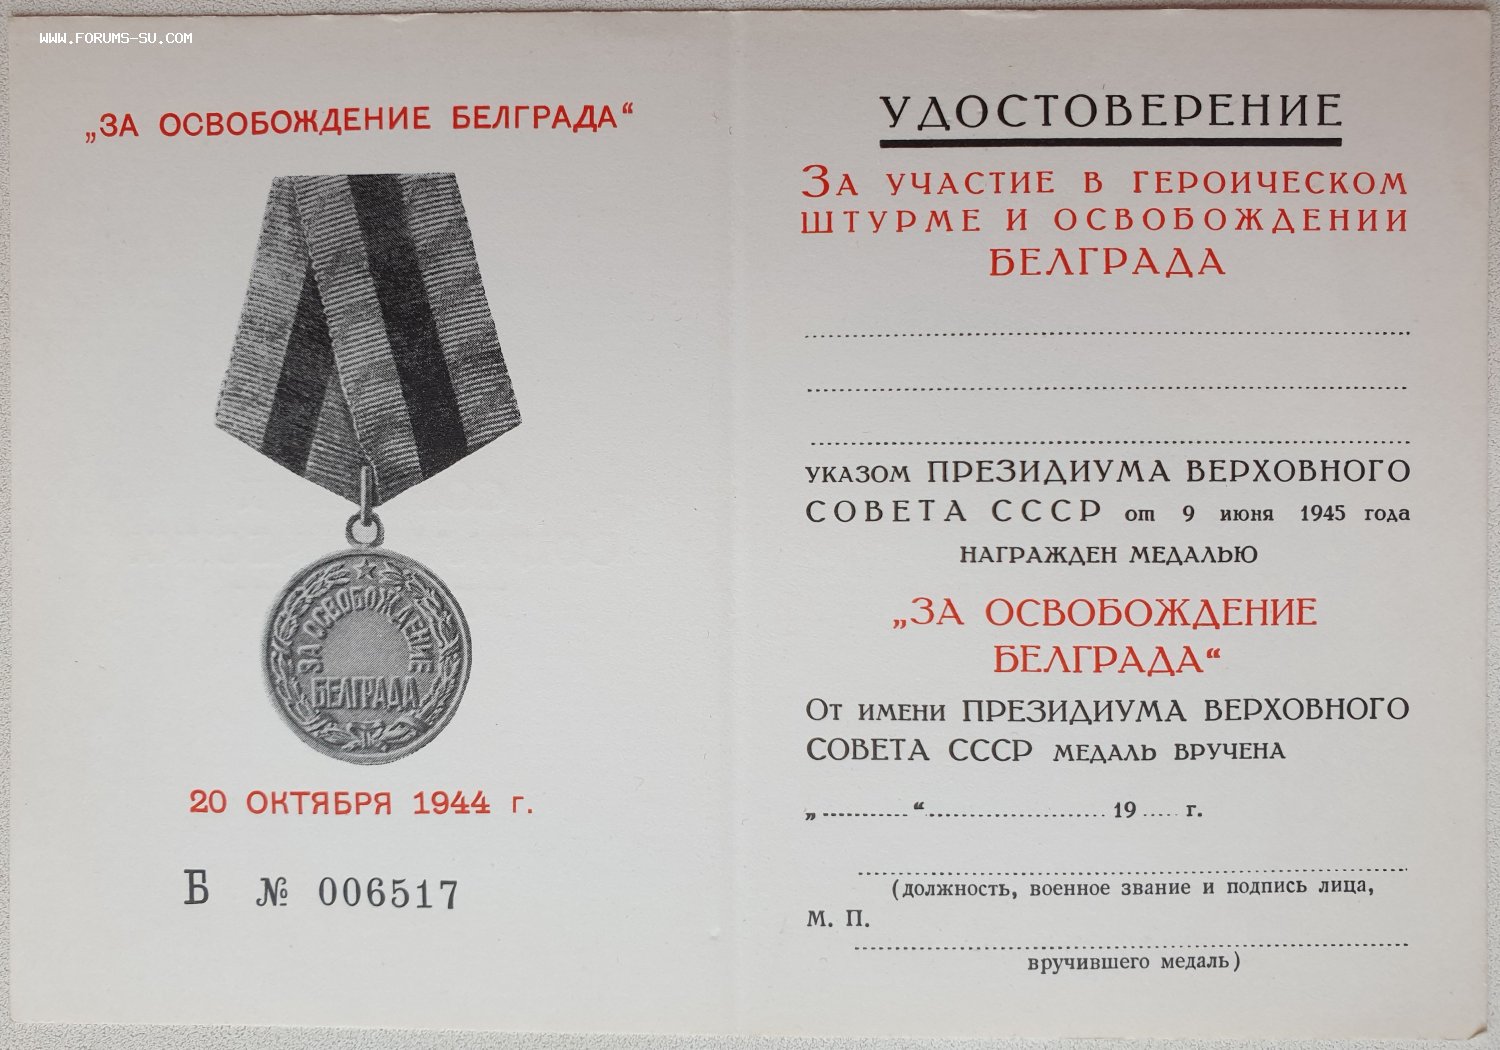 WWW.FORUMS-SU.COM
„ЗА ОСВОБОЖДЕНИЕ БЕЛГРАДА“
ЗА ОСВОБОЖДЕНИЕ
БЕЛГРАДА
20 ОКТЯБРЯ 1944 г.
Б № 006517
УДОСТОВЕРЕНИЕ
ЗА УЧАСТИЕ В ГЕРОИЧЕСКОМ
ШТУРМЕ И ОСВОБОЖДЕНИИ
БЕЛГРАДА
УКАЗОМ ПРЕЗИДИУМА ВЕРХОВНОГО
СОВЕТА СССР от 9 июня 1945 года
НАГРАЖДЕН МЕДАЛЬЮ
„ЗА ОСВОБОЖДЕНИЕ
БЕЛГРАДА“
ОТ ИМЕНИ ПРЕЗИДИУМА ВЕРХОВНОГО
СОВЕТА СССР МЕДАЛЬ ВРУЧЕНА
„..........“.................... 19..... г.
(должность, военное звание и подпись лица,
М. П.
вручившего медаль)